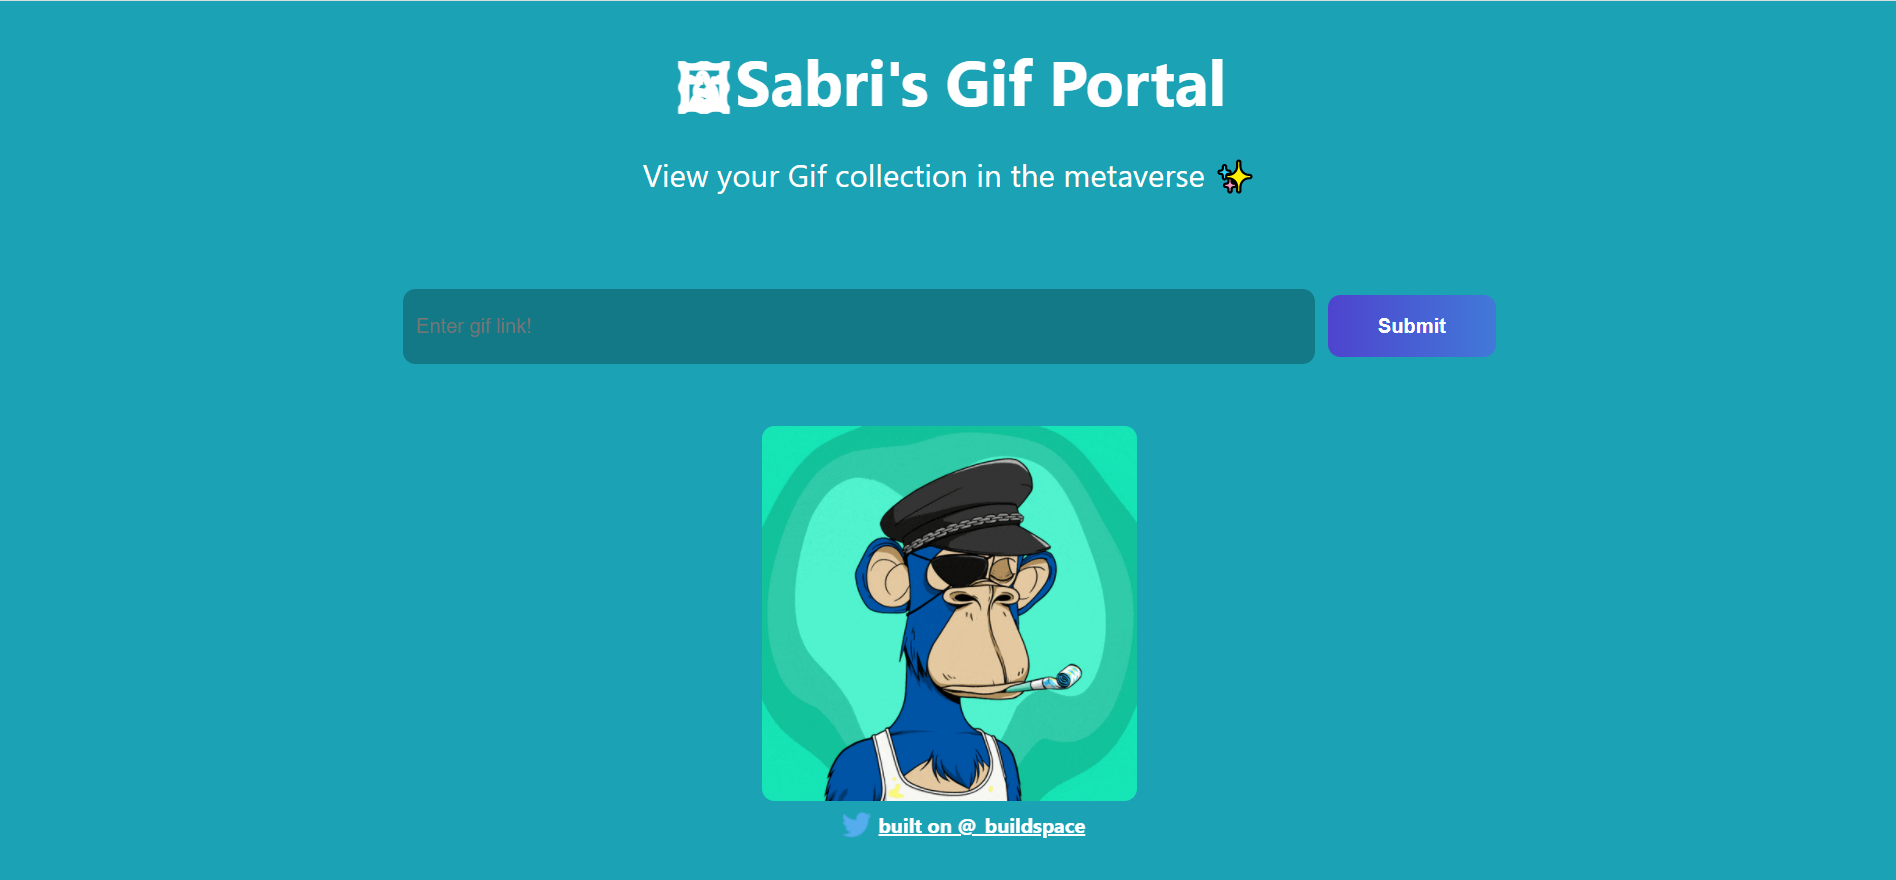 🖼Sabri's Gif Portal
View your Gif collection in the metaverse ✨
Enter gif link!
Submit
built on @_buildspace